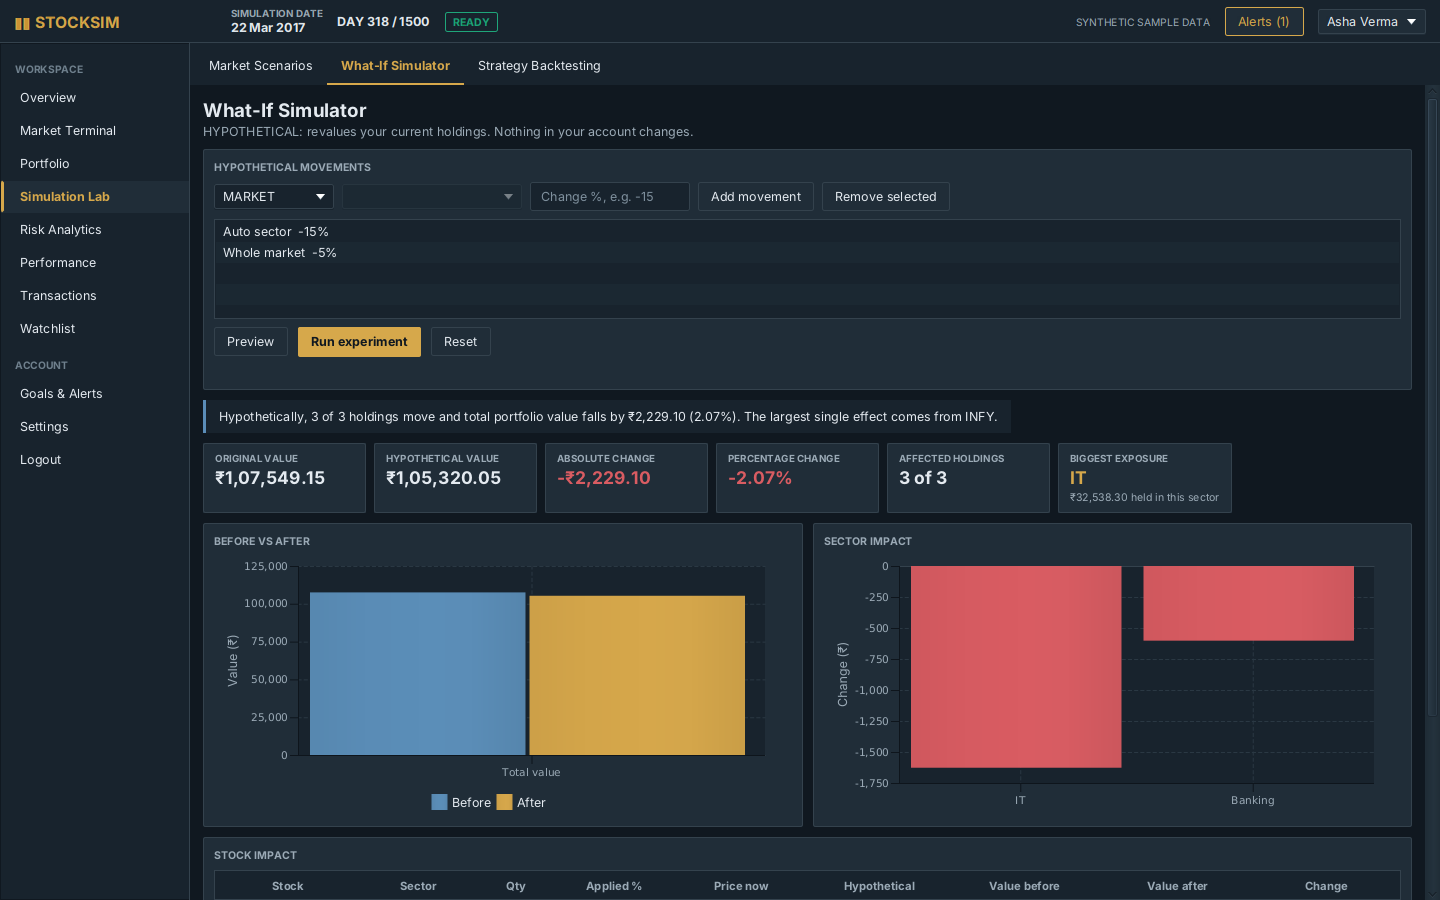 STOCKSIM
SIMULATION DATE
22 Mar 2017
DAY 318 / 1500
READY
SYNTHETIC SAMPLE DATA
Alerts (1)
Asha Verma
WORKSPACE
Overview
Market Terminal
Portfolio
Simulation Lab
Risk Analytics
Performance
Transactions
Watchlist
ACCOUNT
Goals & Alerts
Settings
Logout
Market Scenarios
What-If Simulator
Strategy Backtesting
What-If Simulator
HYPOTHETICAL: revalues your current holdings. Nothing in your account changes.
HYPOTHETICAL MOVEMENTS
MARKET
Change %, e.g. -15
Add movement
Remove selected
Auto sector -15%
Whole market -5%
Preview
Run experiment
Reset
Hypothetically, 3 of 3 holdings move and total portfolio value falls by ₹2,229.10 (2.07%). The largest single effect comes from INFY.
ORIGINAL VALUE
₹1,07,549.15
HYPOTHETICAL VALUE
₹1,05,320.05
ABSOLUTE CHANGE
-₹2,229.10
PERCENTAGE CHANGE
-2.07%
AFFECTED HOLDINGS
3 of 3
BIGGEST EXPOSURE
IT
₹32,538.30 held in this sector
BEFORE VS AFTER
125,000
100,000
75,000
50,000
25,000
0
Value (₹)
Total value
Before
After
SECTOR IMPACT
0
-250
-500
-750
-1,000
-1,250
-1,500
-1,750
Change (₹)
IT
Banking
STOCK IMPACT
Stock Sector Qty Applied % Price now Hypothetical Value before Value after Change